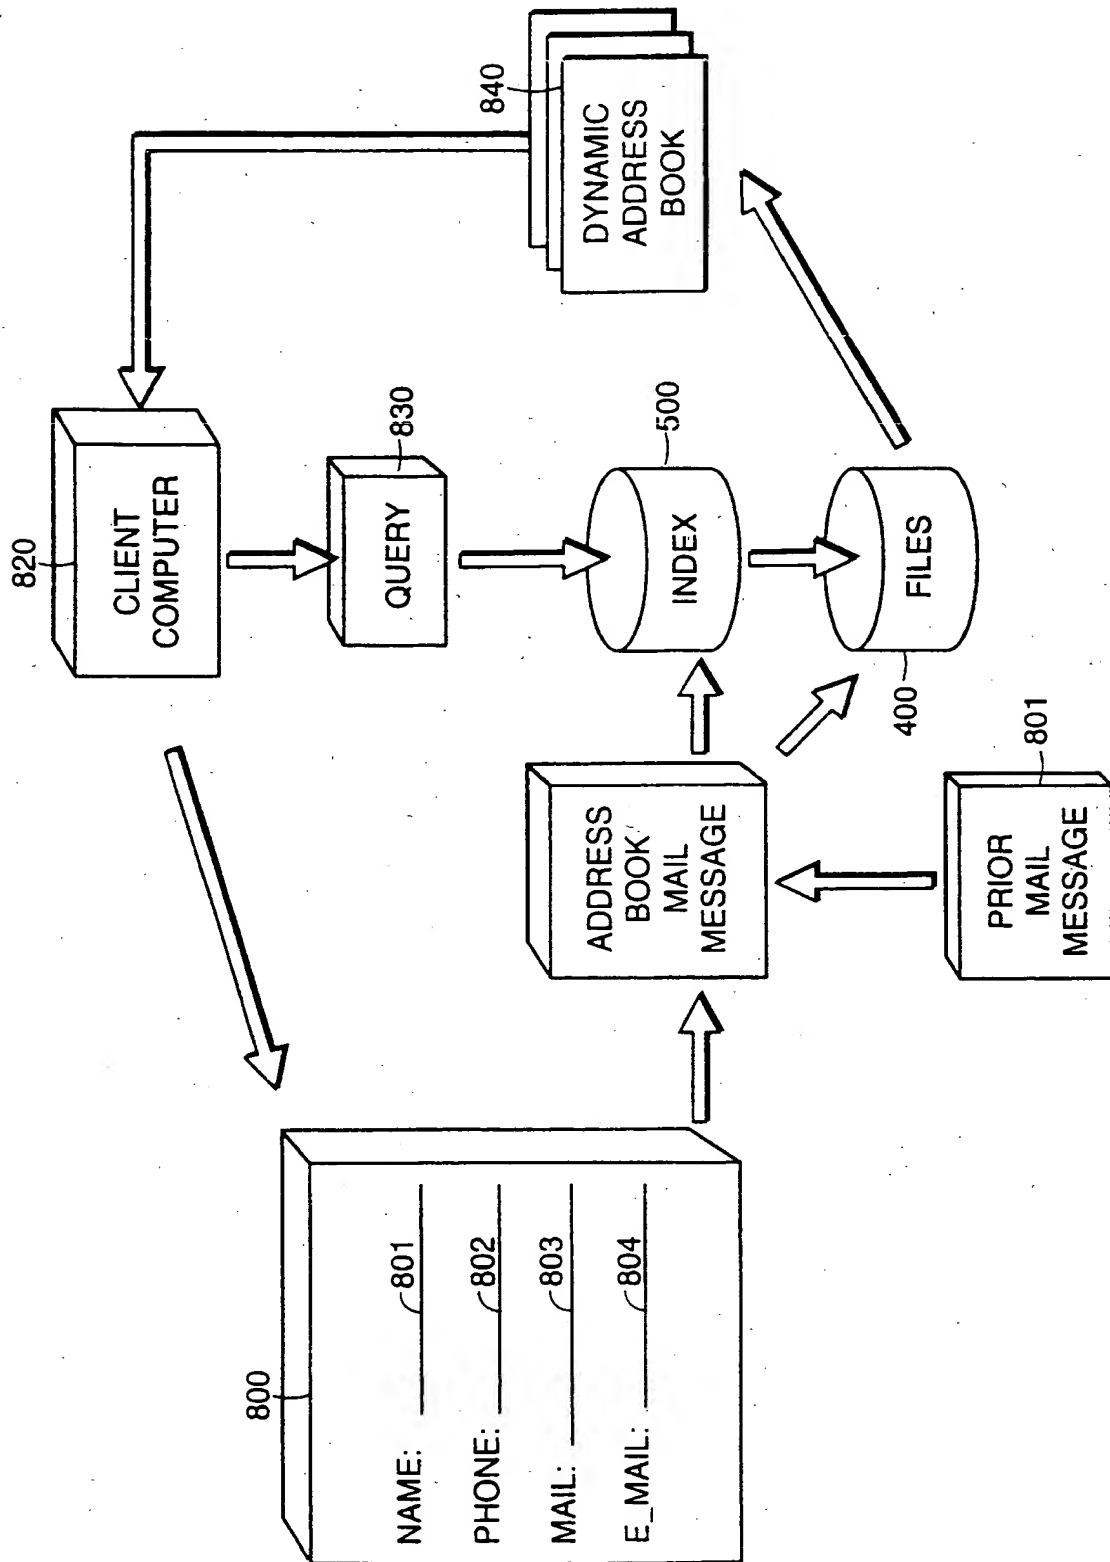 800
NAME: 801
PHONE: 802
MAIL: 803
E_MAIL: 804
820
CLIENT
COMPUTER
QUERY
830
840
DYNAMIC
ADDRESS
BOOK
ADDRESS
BOOK
MAIL
MESSAGE
INDEX
500
FILES
400
PRIOR
MAIL
MESSAGE
801